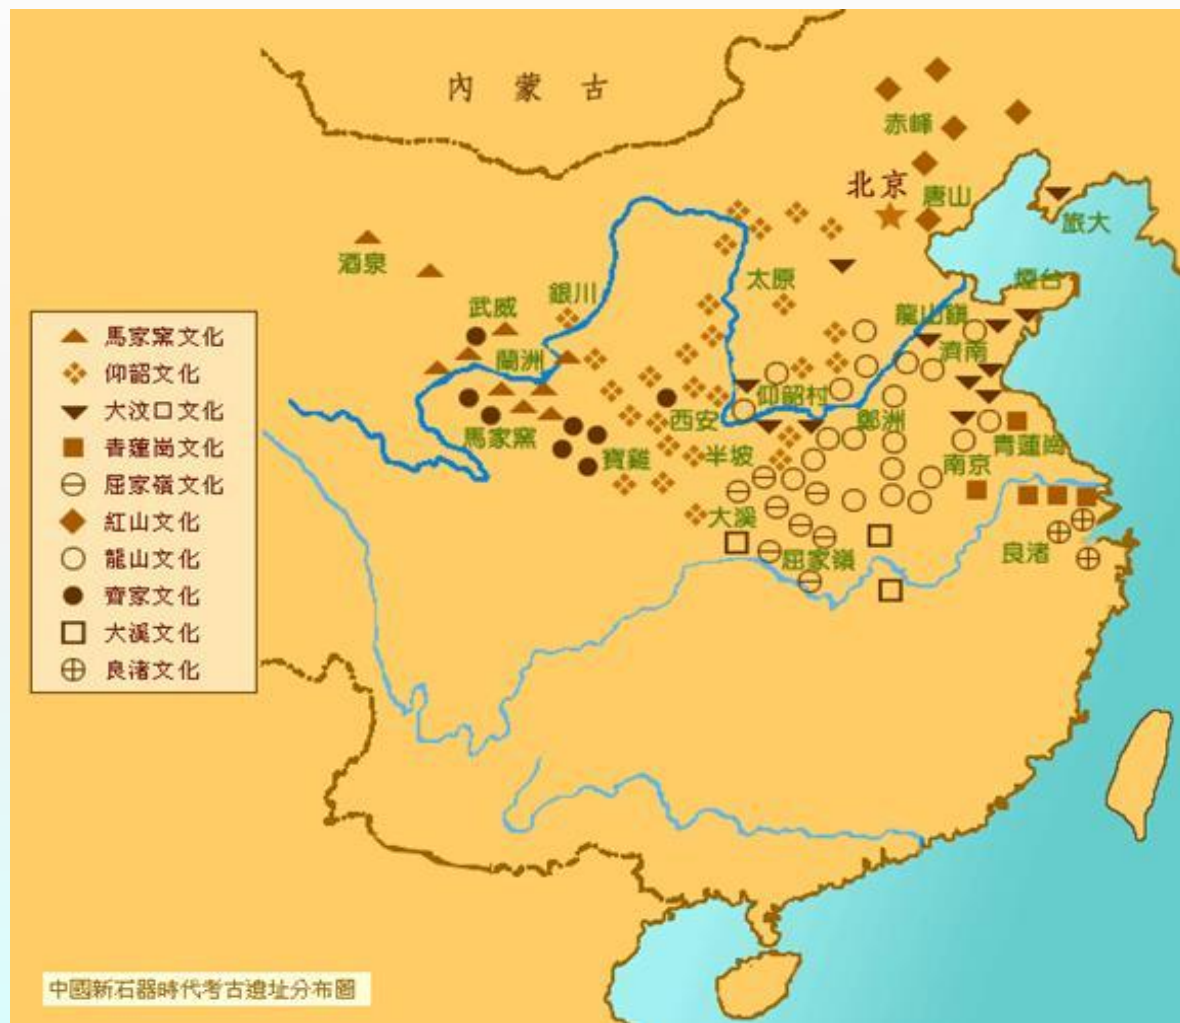 內蒙古
赤峰
北京
唐山
旅大
酒泉
太原
煙台
武威
銀川
龍山鎮
濟南
蘭洲
仰韶村
西安
鄭洲
馬家窯
青蓮崗
寶雞
半坡
南京
大溪
屈家嶺
良渚
馬家窯文化
仰韶文化
大汶口文化
青蓮崗文化
屈家嶺文化
紅山文化
龍山文化
齊家文化
大溪文化
良渚文化
中國新石器時代考古遺址分布圖